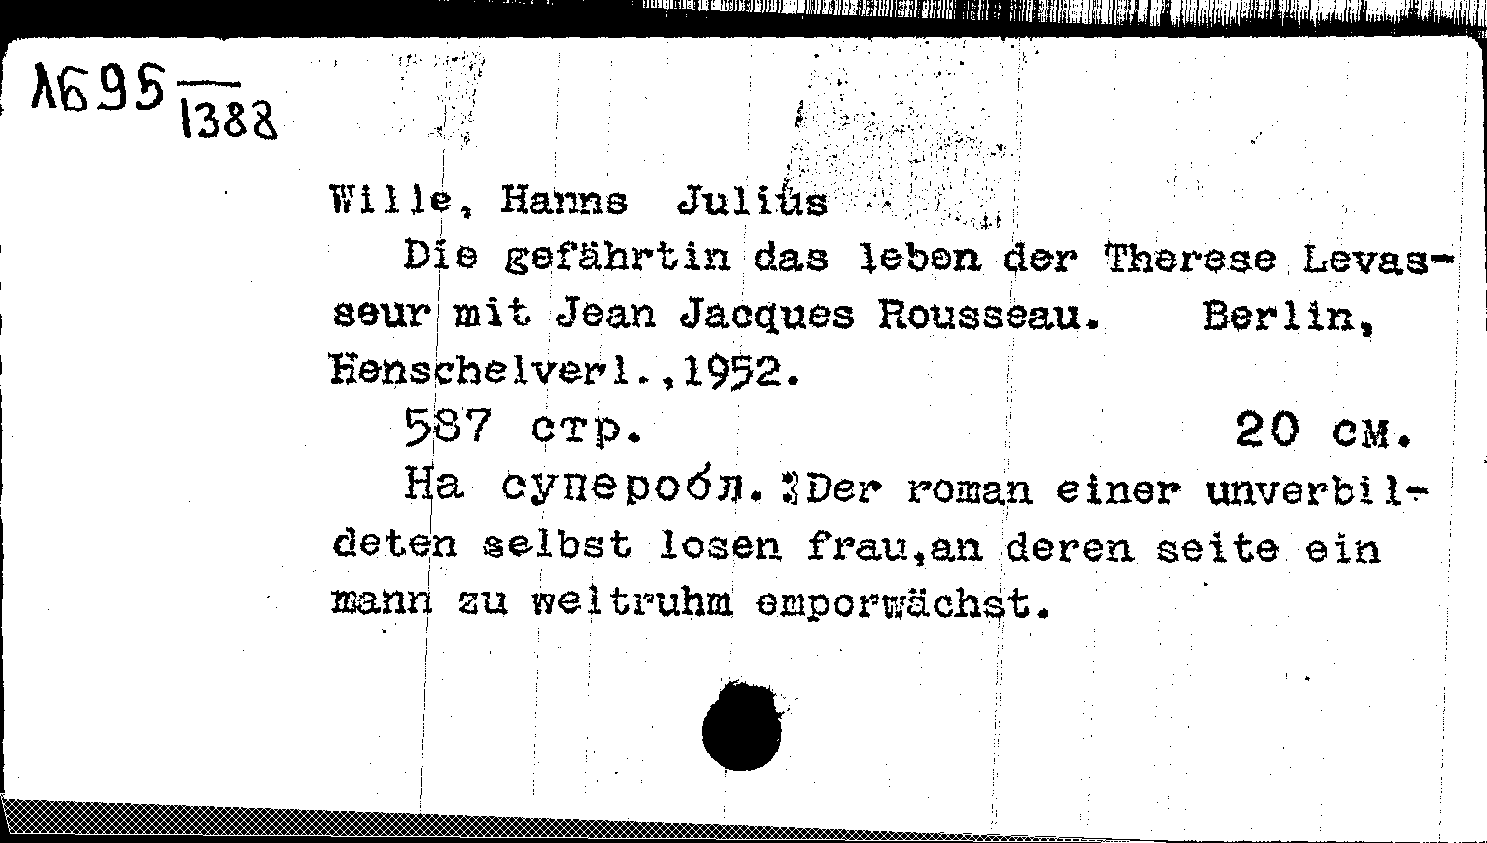 1695
1388
Wille, Hanns Julius
Die gefährtin das leben der Therese Levas-
seur mit Jean Jacques Rousseau. Berlin,
Henschelverl.,1952.
587 стр. 20 см.
На суперобл.:Der roman einer unverbil-
deten selbst losen frau,an deren seite ein
mann zu weltruhm emporwächst.